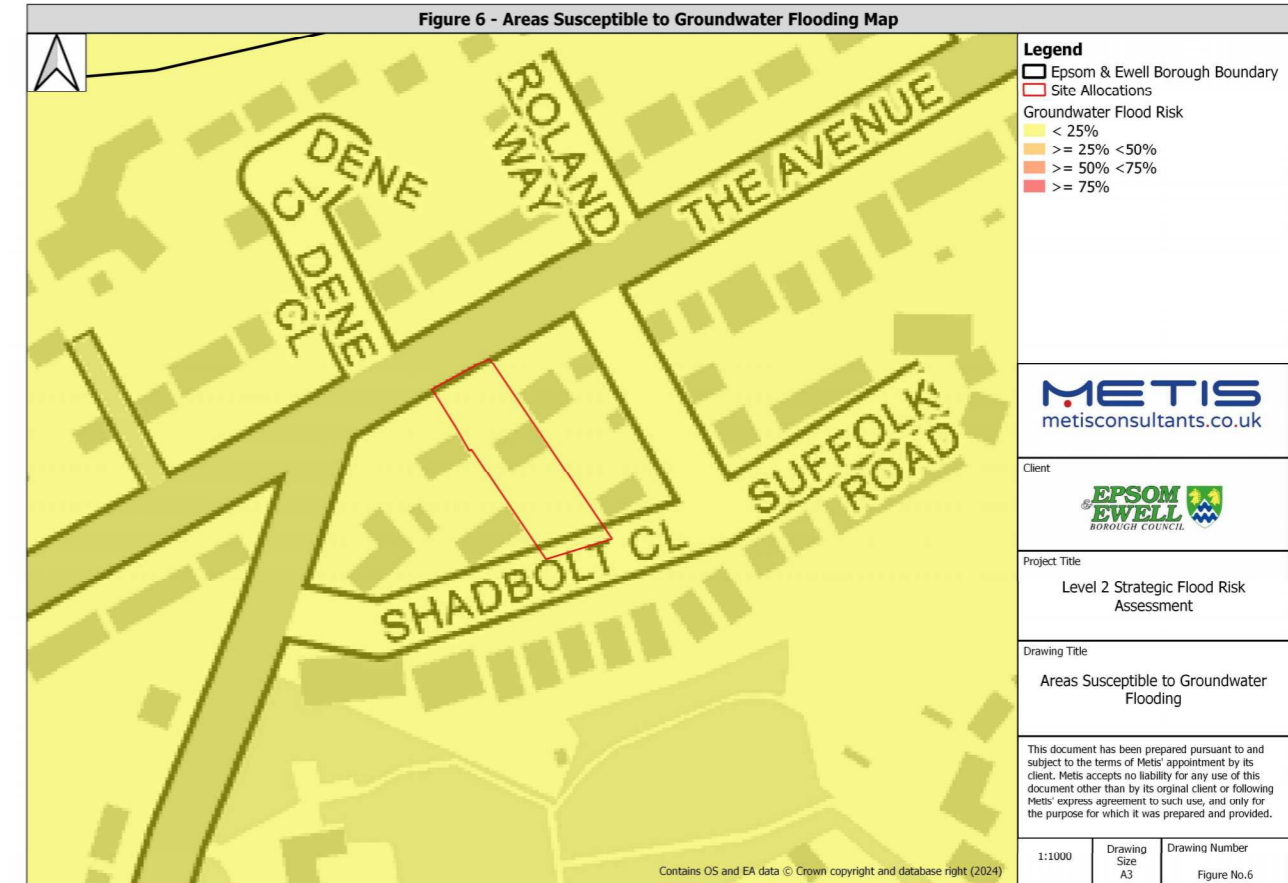 Figure 6 - Areas Susceptible to Groundwater Flooding Map
DENE
CL
DENE
CL
ROLAND
WAY
THE AVENUE
SUFFOLK
ROAD
SHADBOLT CL
Contains OS and EA data © Crown copyright and database right (2024)
Legend
Epsom & Ewell Borough Boundary
Site Allocations
Groundwater Flood Risk
< 25%
>= 25% <50%
>= 50% <75%
>= 75%
METIS
metisconsultants.co.uk
Client
EPSOM
& EWELL
BOROUGH COUNCIL
Project Title
Level 2 Strategic Flood Risk
Assessment
Drawing Title
Areas Susceptible to Groundwater
Flooding
This document has been prepared pursuant to and
subject to the terms of Metis' appointment by its
client. Metis accepts no liability for any use of this
document other than by its orginal client or following
Metis' express agreement to such use, and only for
the purpose for which it was prepared and provided.
1:1000
Drawing
Size
A3
Drawing Number
Figure No.6